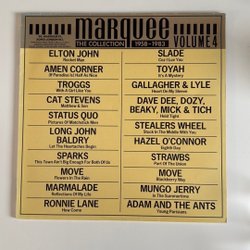 marquee
THE COLLECTION 1958 - 1983
VOLUME 4
ELTON JOHN
Rocket Man
AMEN CORNER
(If Paradise Is) Half As Nice
TROGGS
With A Girl Like You
CAT STEVENS
Matthew & Son
STATUS QUO
Pictures Of Matchstick Men
LONG JOHN
BALDRY
Let The Heartaches Begin
SPARKS
This Town Ain't Big Enough For Both Of Us
MOVE
Flowers In The Rain
MARMALADE
Reflections Of My Life
RONNIE LANE
How Come
SLADE
Coz I Luv You
TOYAH
It's A Mystery
GALLAGHER & LYLE
Heart On My Sleeve
DAVE DEE, DOZY,
BEAKY, MICK & TICH
Hold Tight
STEALERS WHEEL
Stuck In The Middle With You
HAZEL O'CONNOR
Eighth Day
STRAWBS
Part Of The Union
MOVE
Blackberry Way
MUNGO JERRY
In The Summertime
ADAM AND THE ANTS
Young Parisians